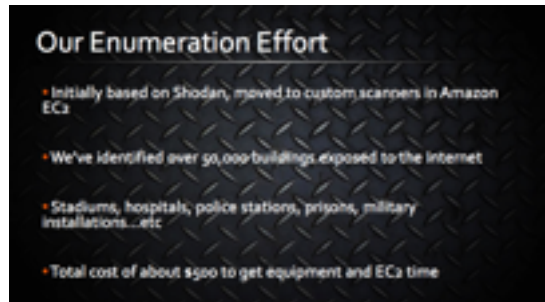 Our Enumeration Effort
Initially based on Shodan, moved to custom scanners in Amazon
EC2
We've identified over 50,000 buildings exposed to the Internet
Stadiums, hospitals, police stations, prisons, military
installations...etc
Total cost of about $500 to get equipment and EC2 time